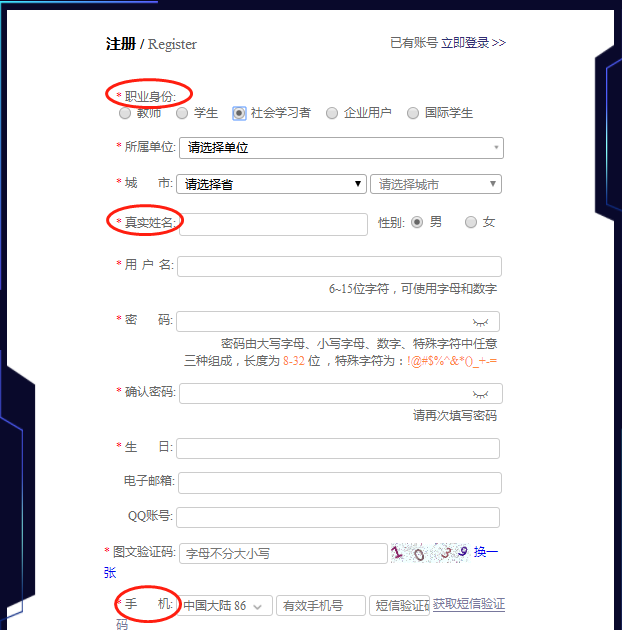 注册 / Register 已有账号 立即登录 >>
* 职业身份:
教师 学生 社会学习者 企业用户 国际学生
* 所属单位: 请选择单位
* 城 市: 请选择省 请选择城市
* 真实姓名: 性别: 男 女
* 用 户 名:
6~15位字符，可使用字母和数字
* 密 码:
密码由大写字母、小写字母、数字、特殊字符中任意
三种组成，长度为 8-32 位 ，特殊字符为：!@#$%^&*()_+-=
* 确认密码:
请再次填写密码
* 生 日:
电子邮箱:
QQ账号:
* 图文验证码: 字母不分大小写 1 0 3 9 换一
张
* 手 机: 中国大陆 86 有效手机号 短信验证码 获取短信验证
码